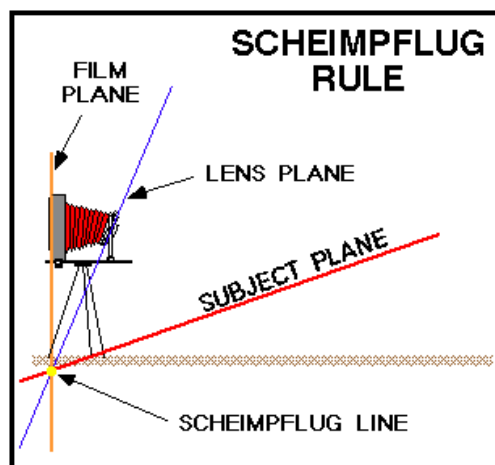 SCHEIMPFLUG
RULE
FILM
PLANE
LENS PLANE
SUBJECT PLANE
SCHEIMPFLUG LINE